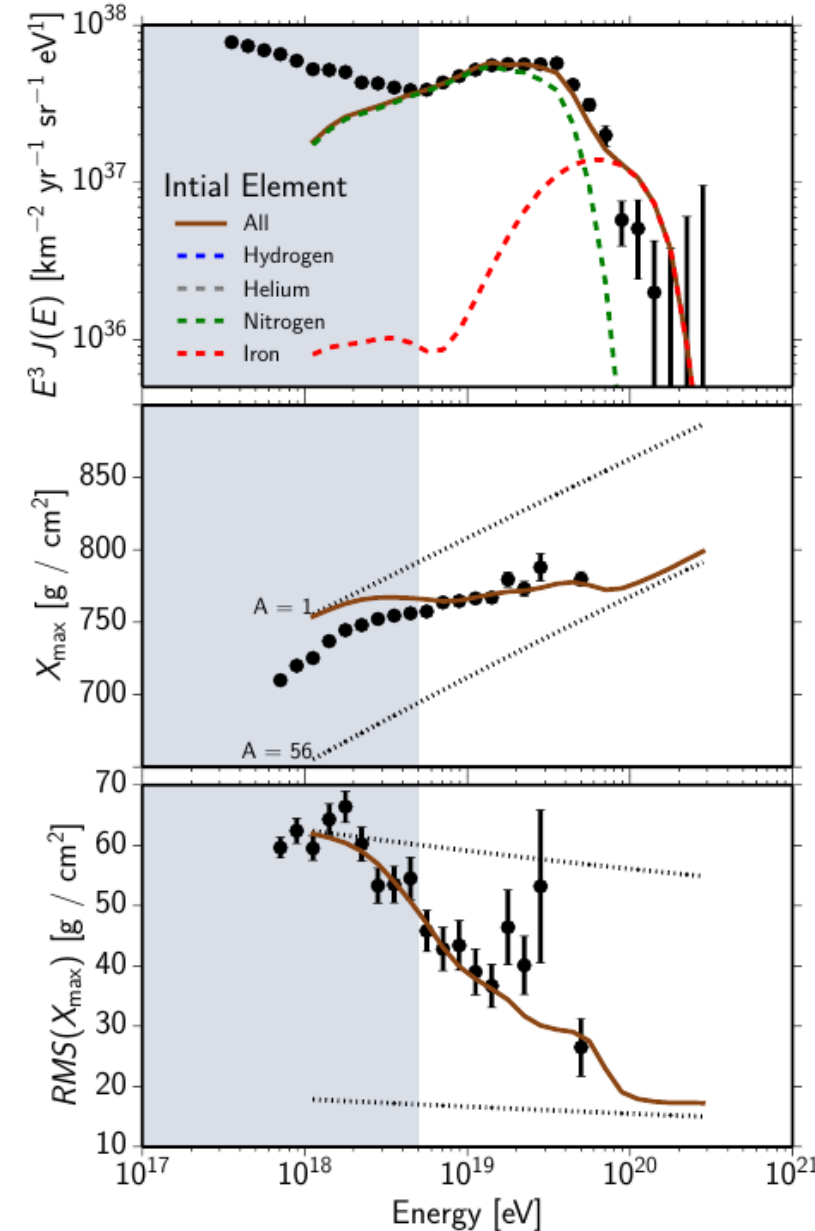 10^38
E^3 J(E) [km^−2 yr^−1 sr^−1 eV^1]
10^37
10^36
Intial Element
All
Hydrogen
Helium
Nitrogen
Iron
X_max [g / cm^2]
850
800
750
700
A = 1
A = 56
RMS(X_max) [g / cm^2]
70
60
50
40
30
20
10
10^17 10^18 10^19 10^20 10^21
Energy [eV]